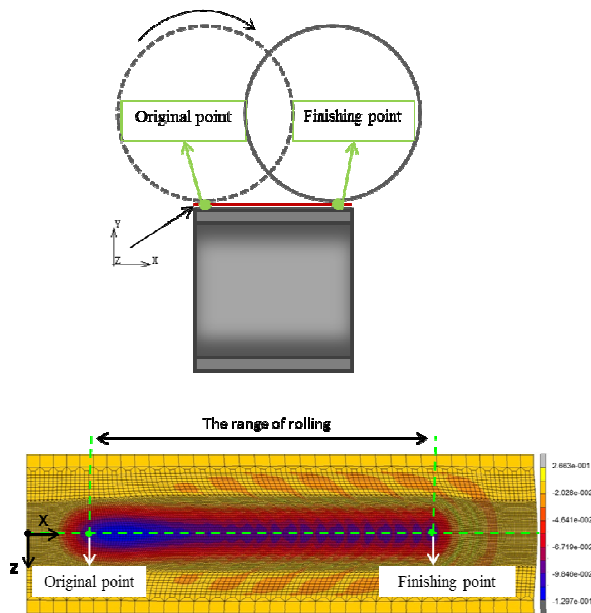 Original point
Finishing point
Y
Z
X
The range of rolling
X
Z
Original point
Finishing point
2.663e-001
-2.028e-002
-4.641e-002
-6.719e-002
-9.846e-002
-1.297e-001